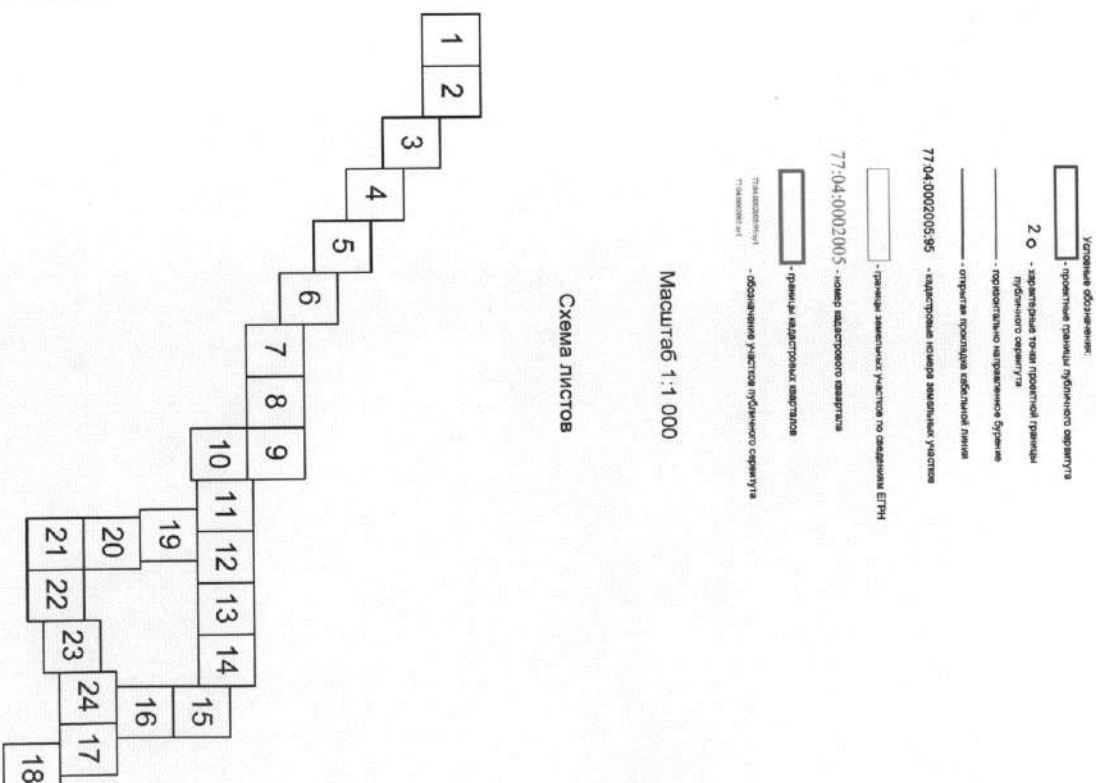 Условные обозначения:
- проектные границы публичного сервитута
2 - характерные точки проектной границы
публичного сервитута
- горизонтально направленное бурение
- открытая прокладка кабельной линии
77:04:0002005:95 - кадастровые номера земельных участков
- границы земельных участков по сведениям ЕГРН
77:04:0002005 - номер кадастрового квартала
- границы кадастровых кварталов
- обозначение участков публичного сервитута
Масштаб 1:1 000
Схема листов
1
2
3
4
5
6
7
8
9
10
11
12
13
14
15
16
17
18
19
20
21
22
23
24